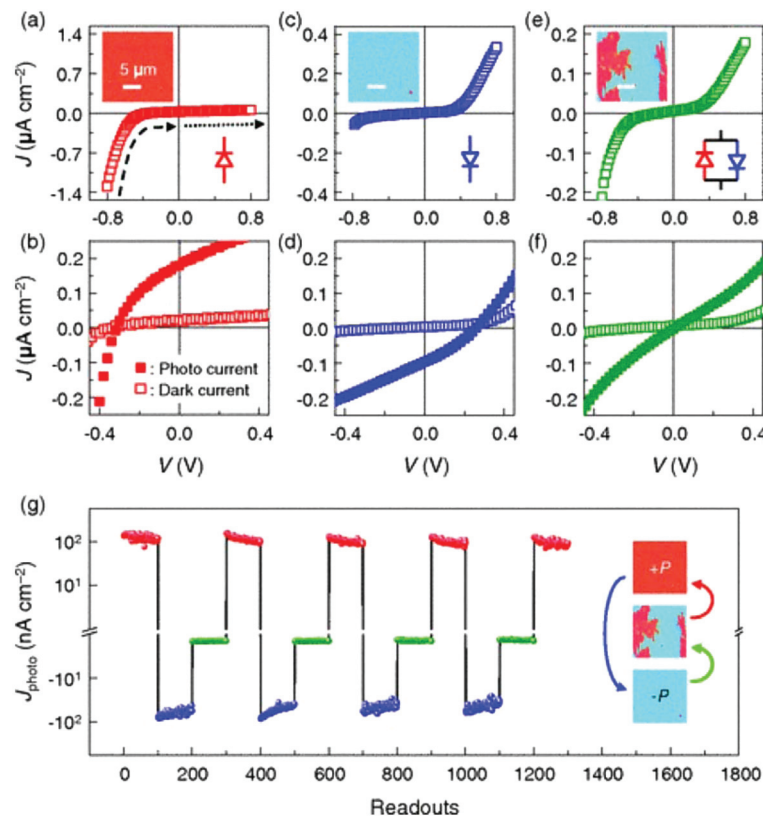 (a)
1.4
0.7
0.0
-0.7
-1.4
J (μA cm⁻²)
5 μm
-0.8 0.0 0.8
(c)
0.4
0.2
0.0
-0.2
-0.4
-0.8 0.0 0.8
(e)
0.2
0.1
0.0
-0.1
-0.2
-0.8 0.0 0.8
(b)
0.2
0.1
0.0
-0.1
-0.2
J (μA cm⁻²)
: Photo current
: Dark current
-0.4 0.0 0.4
V (V)
(d)
0.2
0.1
0.0
-0.1
-0.2
-0.4 0.0 0.4
V (V)
(f)
0.2
0.1
0.0
-0.1
-0.2
-0.4 0.0 0.4
V (V)
(g)
10²
10¹
-10¹
-10²
Jphoto (nA cm⁻²)
+P
-P
0 200 400 600 800 1000 1200 1400 1600 1800
Readouts